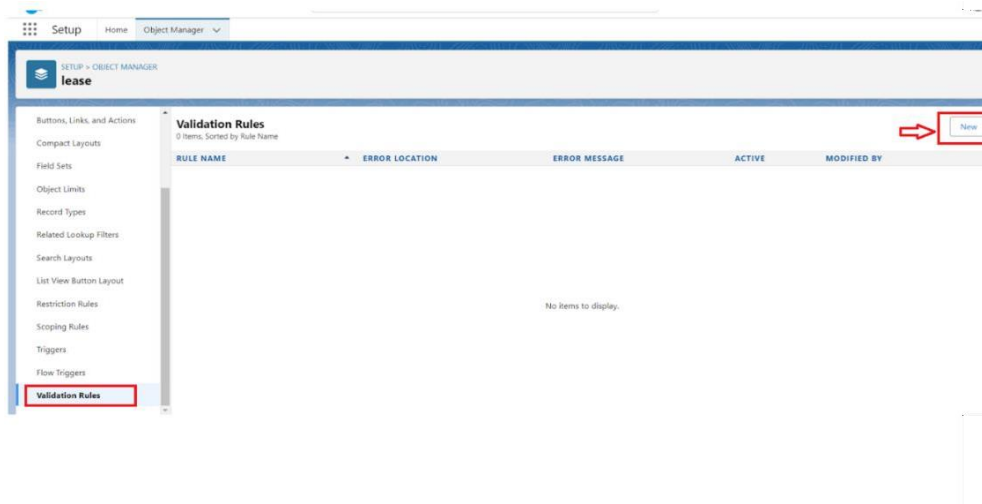 Setup Home Object Manager
SETUP > OBJECT MANAGER
lease
Buttons, Links, and Actions
Compact Layouts
Field Sets
Object Limits
Record Types
Related Lookup Filters
Search Layouts
List View Button Layout
Restriction Rules
Scoping Rules
Triggers
Flow Triggers
Validation Rules
Validation Rules
0 Items, Sorted by Rule Name
New
RULE NAME ERROR LOCATION ERROR MESSAGE ACTIVE MODIFIED BY
No items to display.